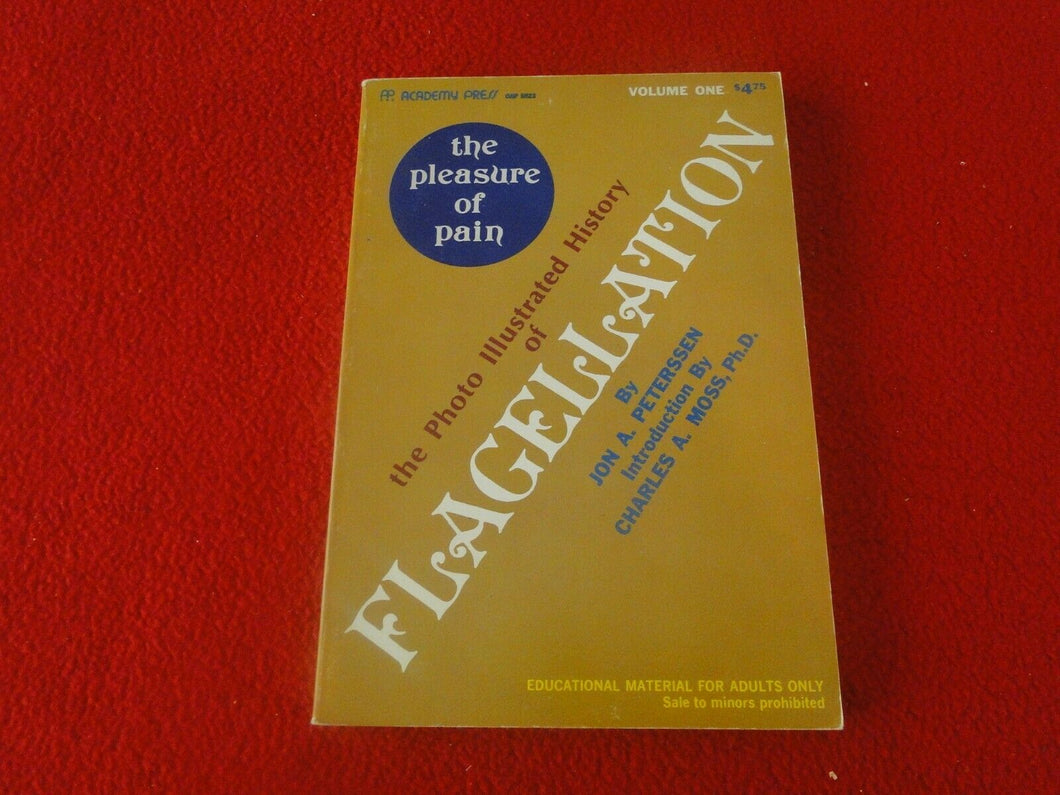 AP ACADEMY PRESS
VOLUME ONE $4.75
the
pleasure
of
pain
the Photo Illustrated History
of
FLAGELLATION
By
JON A. PETERSSEN
Introduction By
CHARLES A. MOSS, Ph.D.
EDUCATIONAL MATERIAL FOR ADULTS ONLY
Sale to minors prohibited